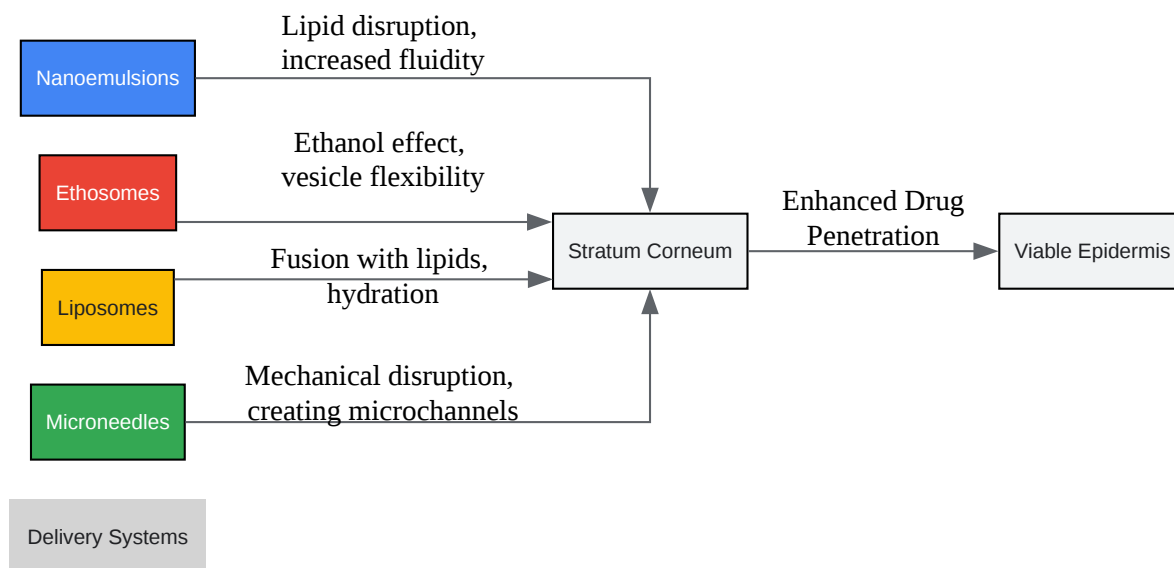 Lipid disruption,
increased fluidity
Nanoemulsions
Ethanol effect,
vesicle flexibility
Ethosomes
Enhanced Drug
Penetration
Stratum Corneum
Viable Epidermis
Fusion with lipids,
hydration
Liposomes
Mechanical disruption,
creating microchannels
Microneedles
Delivery Systems